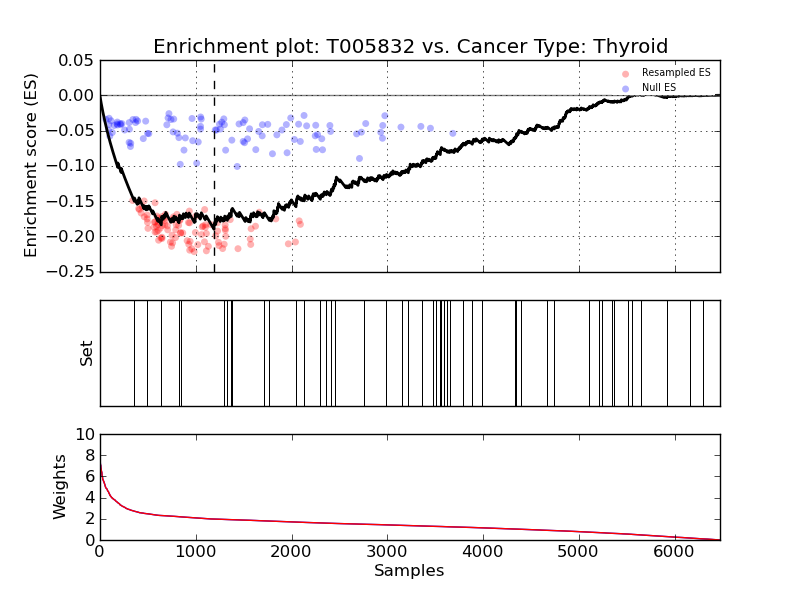 Enrichment plot: T005832 vs. Cancer Type: Thyroid
Enrichment score (ES)
0.05
0.00
−0.05
−0.10
−0.15
−0.20
−0.25
Resampled ES
Null ES
Set
Weights
10
8
6
4
2
0
0 1000 2000 3000 4000 5000 6000
Samples